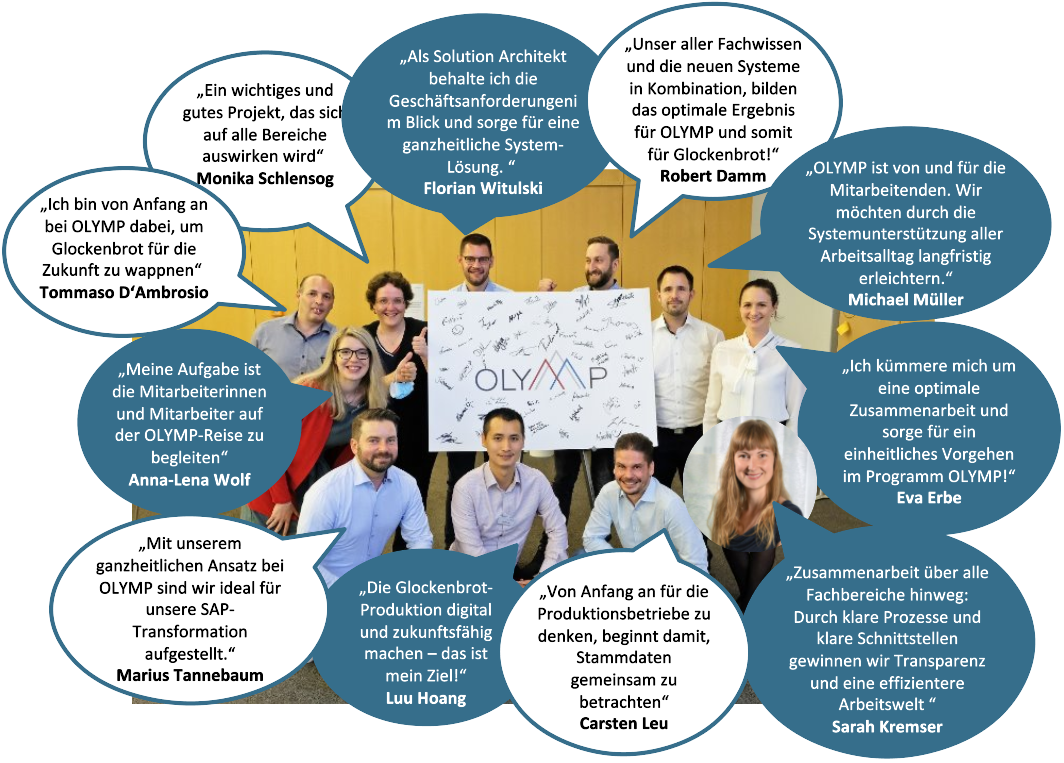 „Als Solution Architekt
behalte ich die
Geschäftsanforderungeni
m Blick und sorge für eine
ganzheitliche System-
Lösung. “
Florian Witulski
„Unser aller Fachwissen
und die neuen Systeme
in Kombination, bilden
das optimale Ergebnis
für OLYMP und somit
für Glockenbrot!“
Robert Damm
„Ein wichtiges und
gutes Projekt, das sich
auf alle Bereiche
auswirken wird“
Monika Schlensog
„OLYMP ist von und für die
Mitarbeitenden. Wir
möchten durch die
Systemunterstützung aller
Arbeitsalltag langfristig
erleichtern.“
Michael Müller
„Ich bin von Anfang an
bei OLYMP dabei, um
Glockenbrot für die
Zukunft zu wappnen“
Tommaso D‘Ambrosio
OLYMP
„Meine Aufgabe ist
die Mitarbeiterinnen
und Mitarbeiter auf
der OLYMP-Reise zu
begleiten“
Anna-Lena Wolf
„Ich kümmere mich um
eine optimale
Zusammenarbeit und
sorge für ein
einheitliches Vorgehen
im Programm OLYMP!“
Eva Erbe
„Mit unserem
ganzheitlichen Ansatz bei
OLYMP sind wir ideal für
unsere SAP-
Transformation
aufgestellt.“
Marius Tannebaum
„Die Glockenbrot-
Produktion digital
und zukunftsfähig
machen – das ist
mein Ziel!“
Luu Hoang
„Von Anfang an für die
Produktionsbetriebe zu
denken, beginnt damit,
Stammdaten
gemeinsam zu
betrachten“
Carsten Leu
„Zusammenarbeit über alle
Fachbereiche hinweg:
Durch klare Prozesse und
klare Schnittstellen
gewinnen wir Transparenz
und eine effizientere
Arbeitswelt “
Sarah Kremser